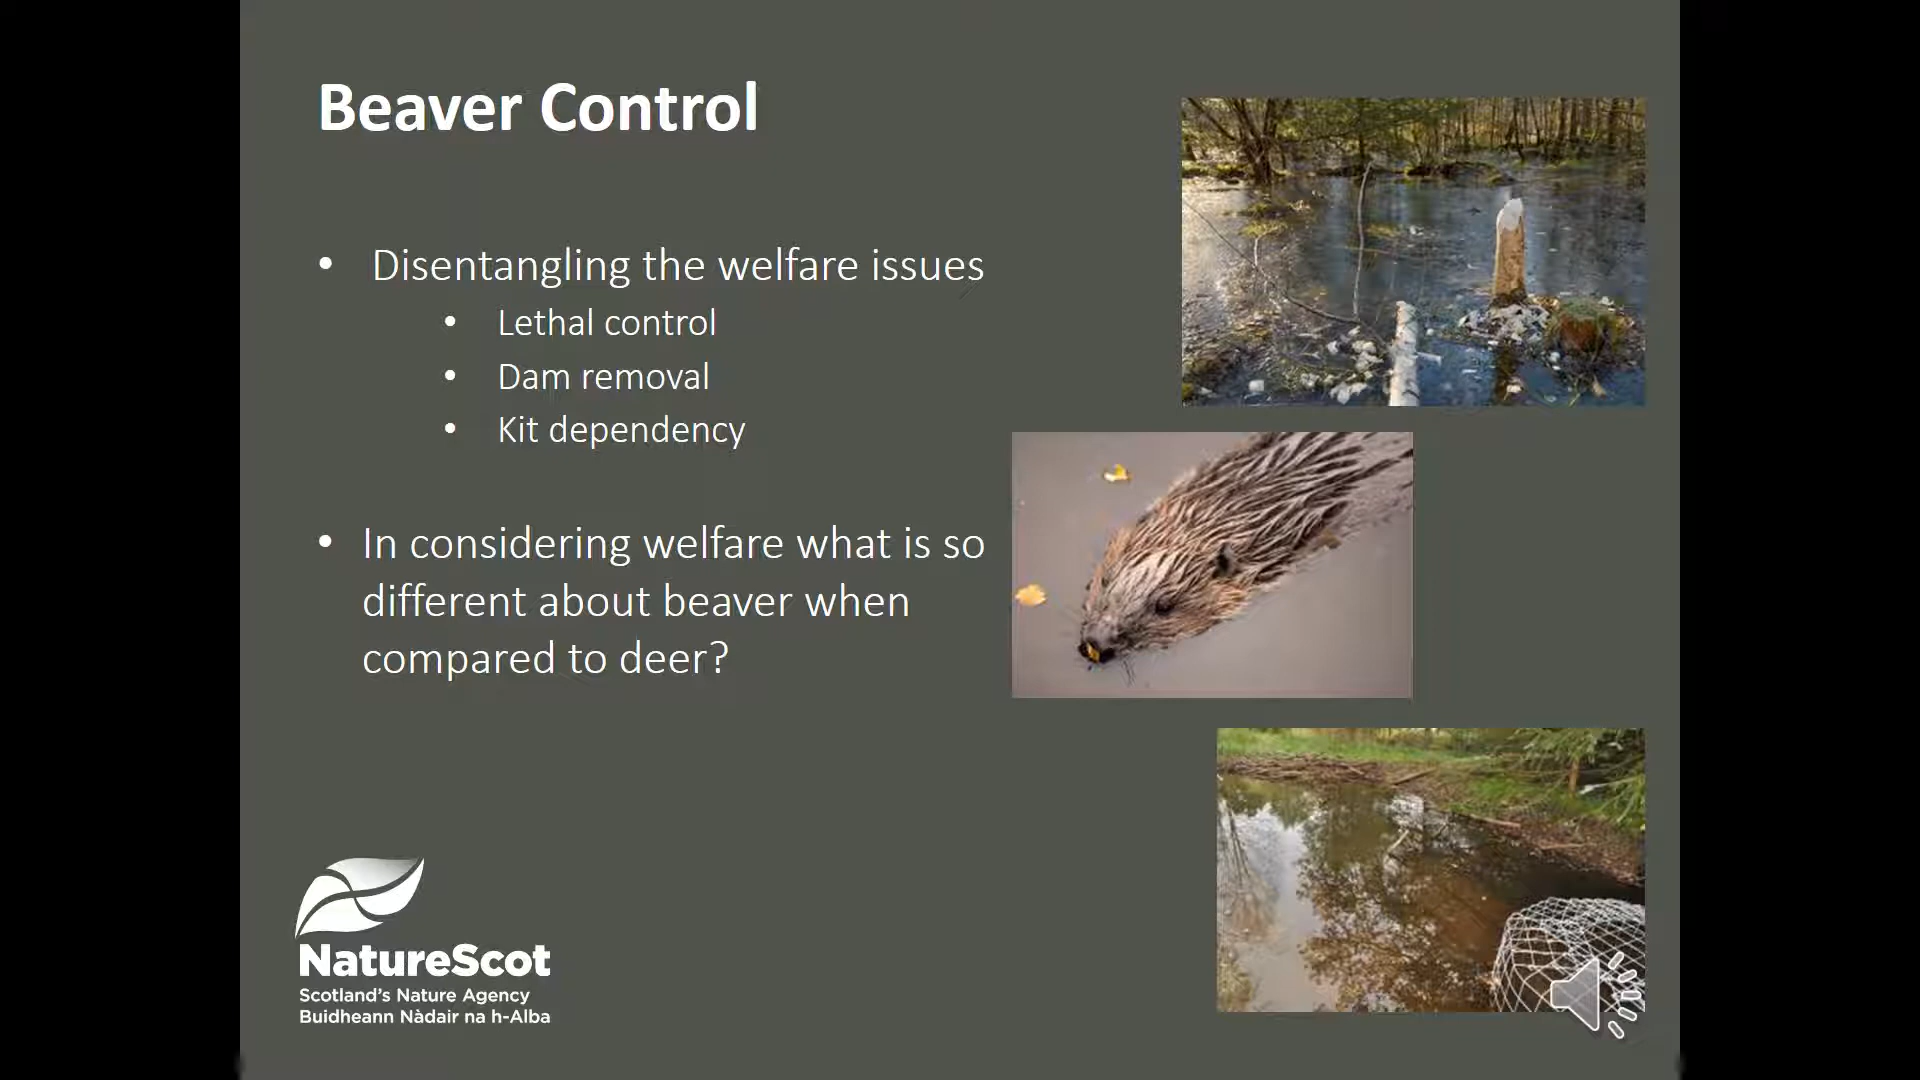 Beaver Control
• Disentangling the welfare issues
• Lethal control
• Dam removal
• Kit dependency
• In considering welfare what is so
different about beaver when
compared to deer?
NatureScot
Scotland's Nature Agency
Buidheann Nàdair na h-Alba